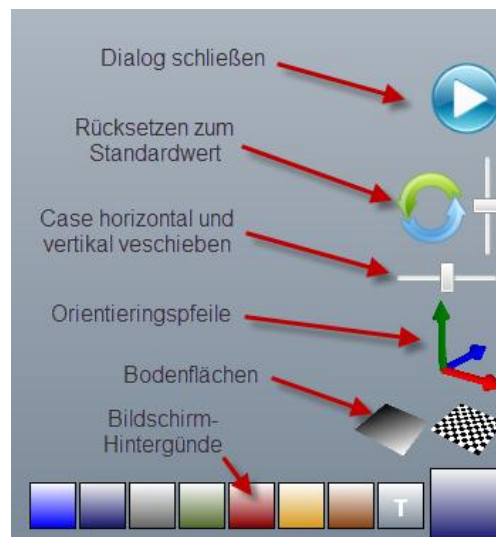 Dialog schließen
Rücksetzen zum
Standardwert
Case horizontal und
vertikal veschieben
Orientieringspfeile
Bodenflächen
Bildschirm-
Hintergünde
T